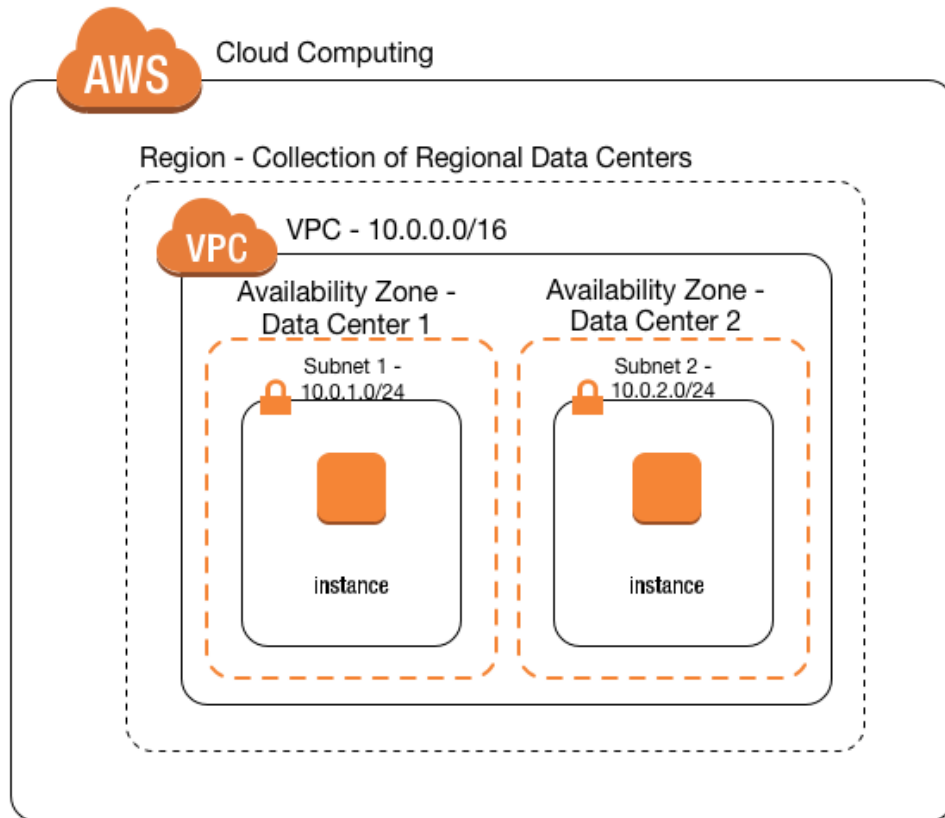 AWS
Cloud Computing
Region - Collection of Regional Data Centers
VPC
VPC - 10.0.0.0/16
Availability Zone -
Data Center 1
Availability Zone -
Data Center 2
Subnet 1 -
10.0.1.0/24
Subnet 2 -
10.0.2.0/24
instance
instance